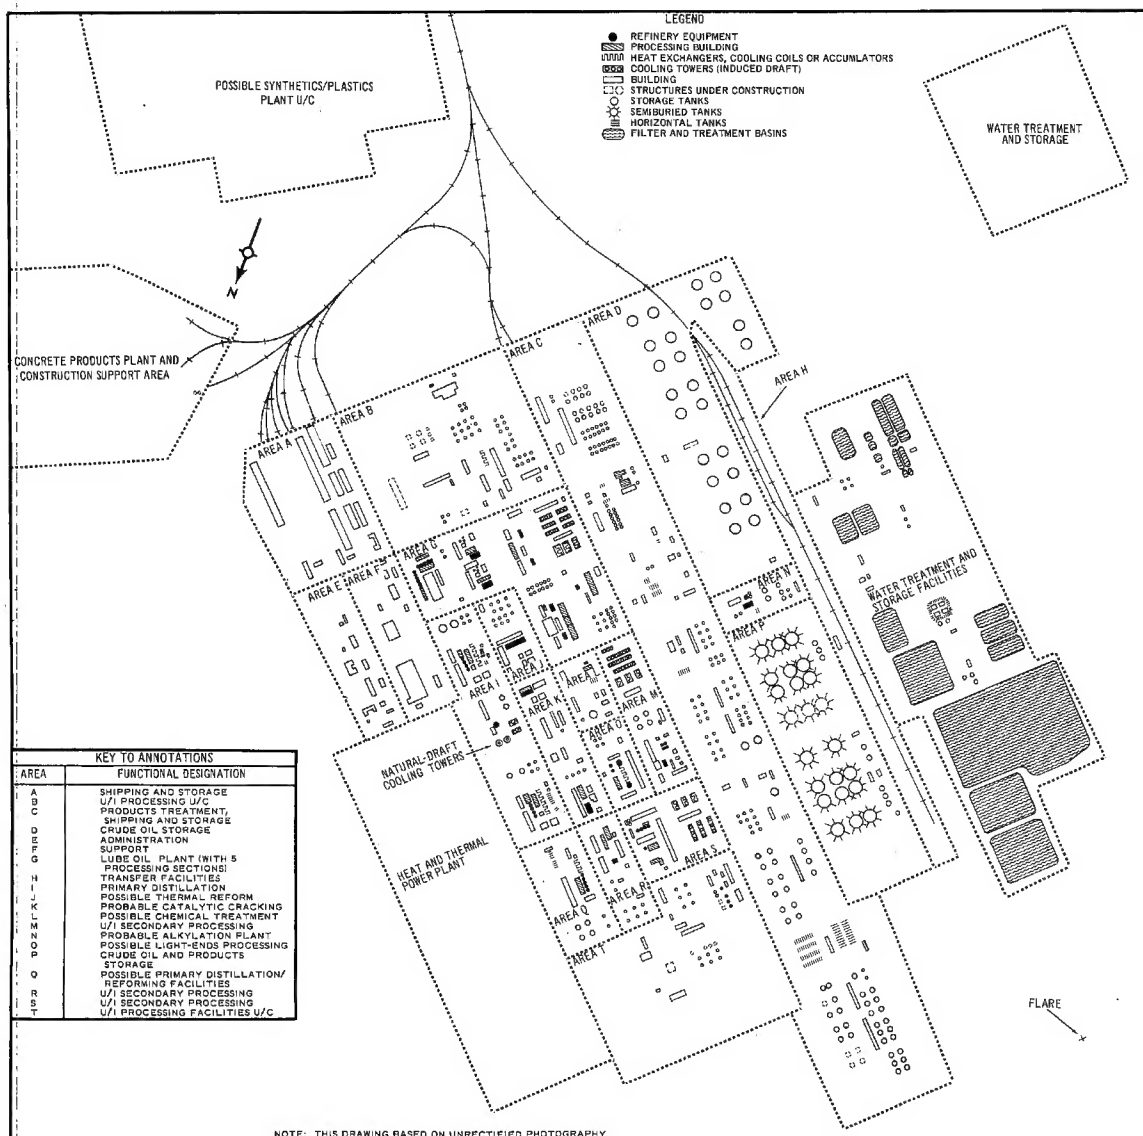 LEGEND
REFINERY EQUIPMENT
PROCESSING BUILDING
HEAT EXCHANGERS, COOLING COILS OR ACCUMLATORS
COOLING TOWERS (INDUCED DRAFT)
BUILDING
STRUCTURES UNDER CONSTRUCTION
STORAGE TANKS
SEMIBURIED TANKS
HORIZONTAL TANKS
FILTER AND TREATMENT BASINS
POSSIBLE SYNTHETICS/PLASTICS
PLANT U/C
WATER TREATMENT
AND STORAGE
N
CONCRETE PRODUCTS PLANT AND
CONSTRUCTION SUPPORT AREA
AREA D
AREA C
AREA H
AREA B
AREA A
AREA G
AREA F
AREA E
AREA N
WATER TREATMENT AND
STORAGE FACILITIES
AREA P
AREA J
AREA L
AREA I
AREA K
AREA M
AREA O
NATURAL-DRAFT
COOLING TOWERS
HEAT AND THERMAL
POWER PLANT
AREA S
AREA R
AREA Q
AREA T
FLARE
KEY TO ANNOTATIONS
AREA FUNCTIONAL DESIGNATION
A SHIPPING AND STORAGE
B U/I PROCESSING U/C
C PRODUCTS TREATMENT,
SHIPPING AND STORAGE
D CRUDE OIL STORAGE
E ADMINISTRATION
F SUPPORT
G LUBE OIL PLANT (WITH 5
PROCESSING SECTIONS)
H TRANSFER FACILITIES
I PRIMARY DISTILLATION
J POSSIBLE THERMAL REFORM
K PROBABLE CATALYTIC CRACKING
L POSSIBLE CHEMICAL TREATMENT
M U/I SECONDARY PROCESSING
N PROBABLE ALKYLATION PLANT
O POSSIBLE LIGHT-ENDS PROCESSING
P CRUDE OIL AND PRODUCTS
STORAGE
Q POSSIBLE PRIMARY DISTILLATION/
REFORMING FACILITIES
R U/I SECONDARY PROCESSING
S U/I SECONDARY PROCESSING
T U/I PROCESSING FACILITIES U/C
NOTE: THIS DRAWING BASED ON UNRECTIFIED PHOTOGRAPHY